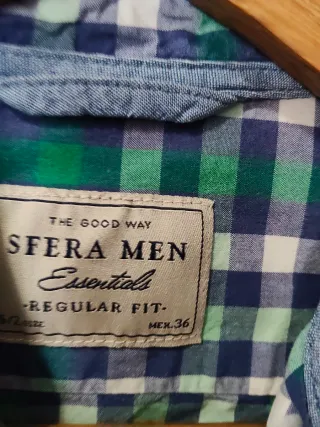 THE GOOD WAY
SFERA MEN
Essentials
·REGULAR FIT·
MEX.36